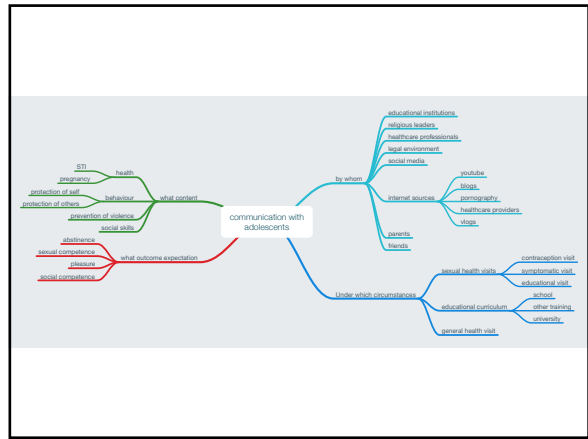 communication with
adolescents
what content
health
STI
pregnancy
behaviour
protection of self
protection of others
prevention of violence
social skills
what outcome expectation
abstinence
sexual competence
pleasure
social competence
by whom
educational institutions
religious leaders
healthcare professionals
legal environment
social media
internet sources
youtube
blogs
pornography
healthcare providers
vlogs
parents
friends
Under which circumstances
sexual health visits
contraception visit
symptomatic visit
educational visit
educational curriculum
school
other training
university
general health visit